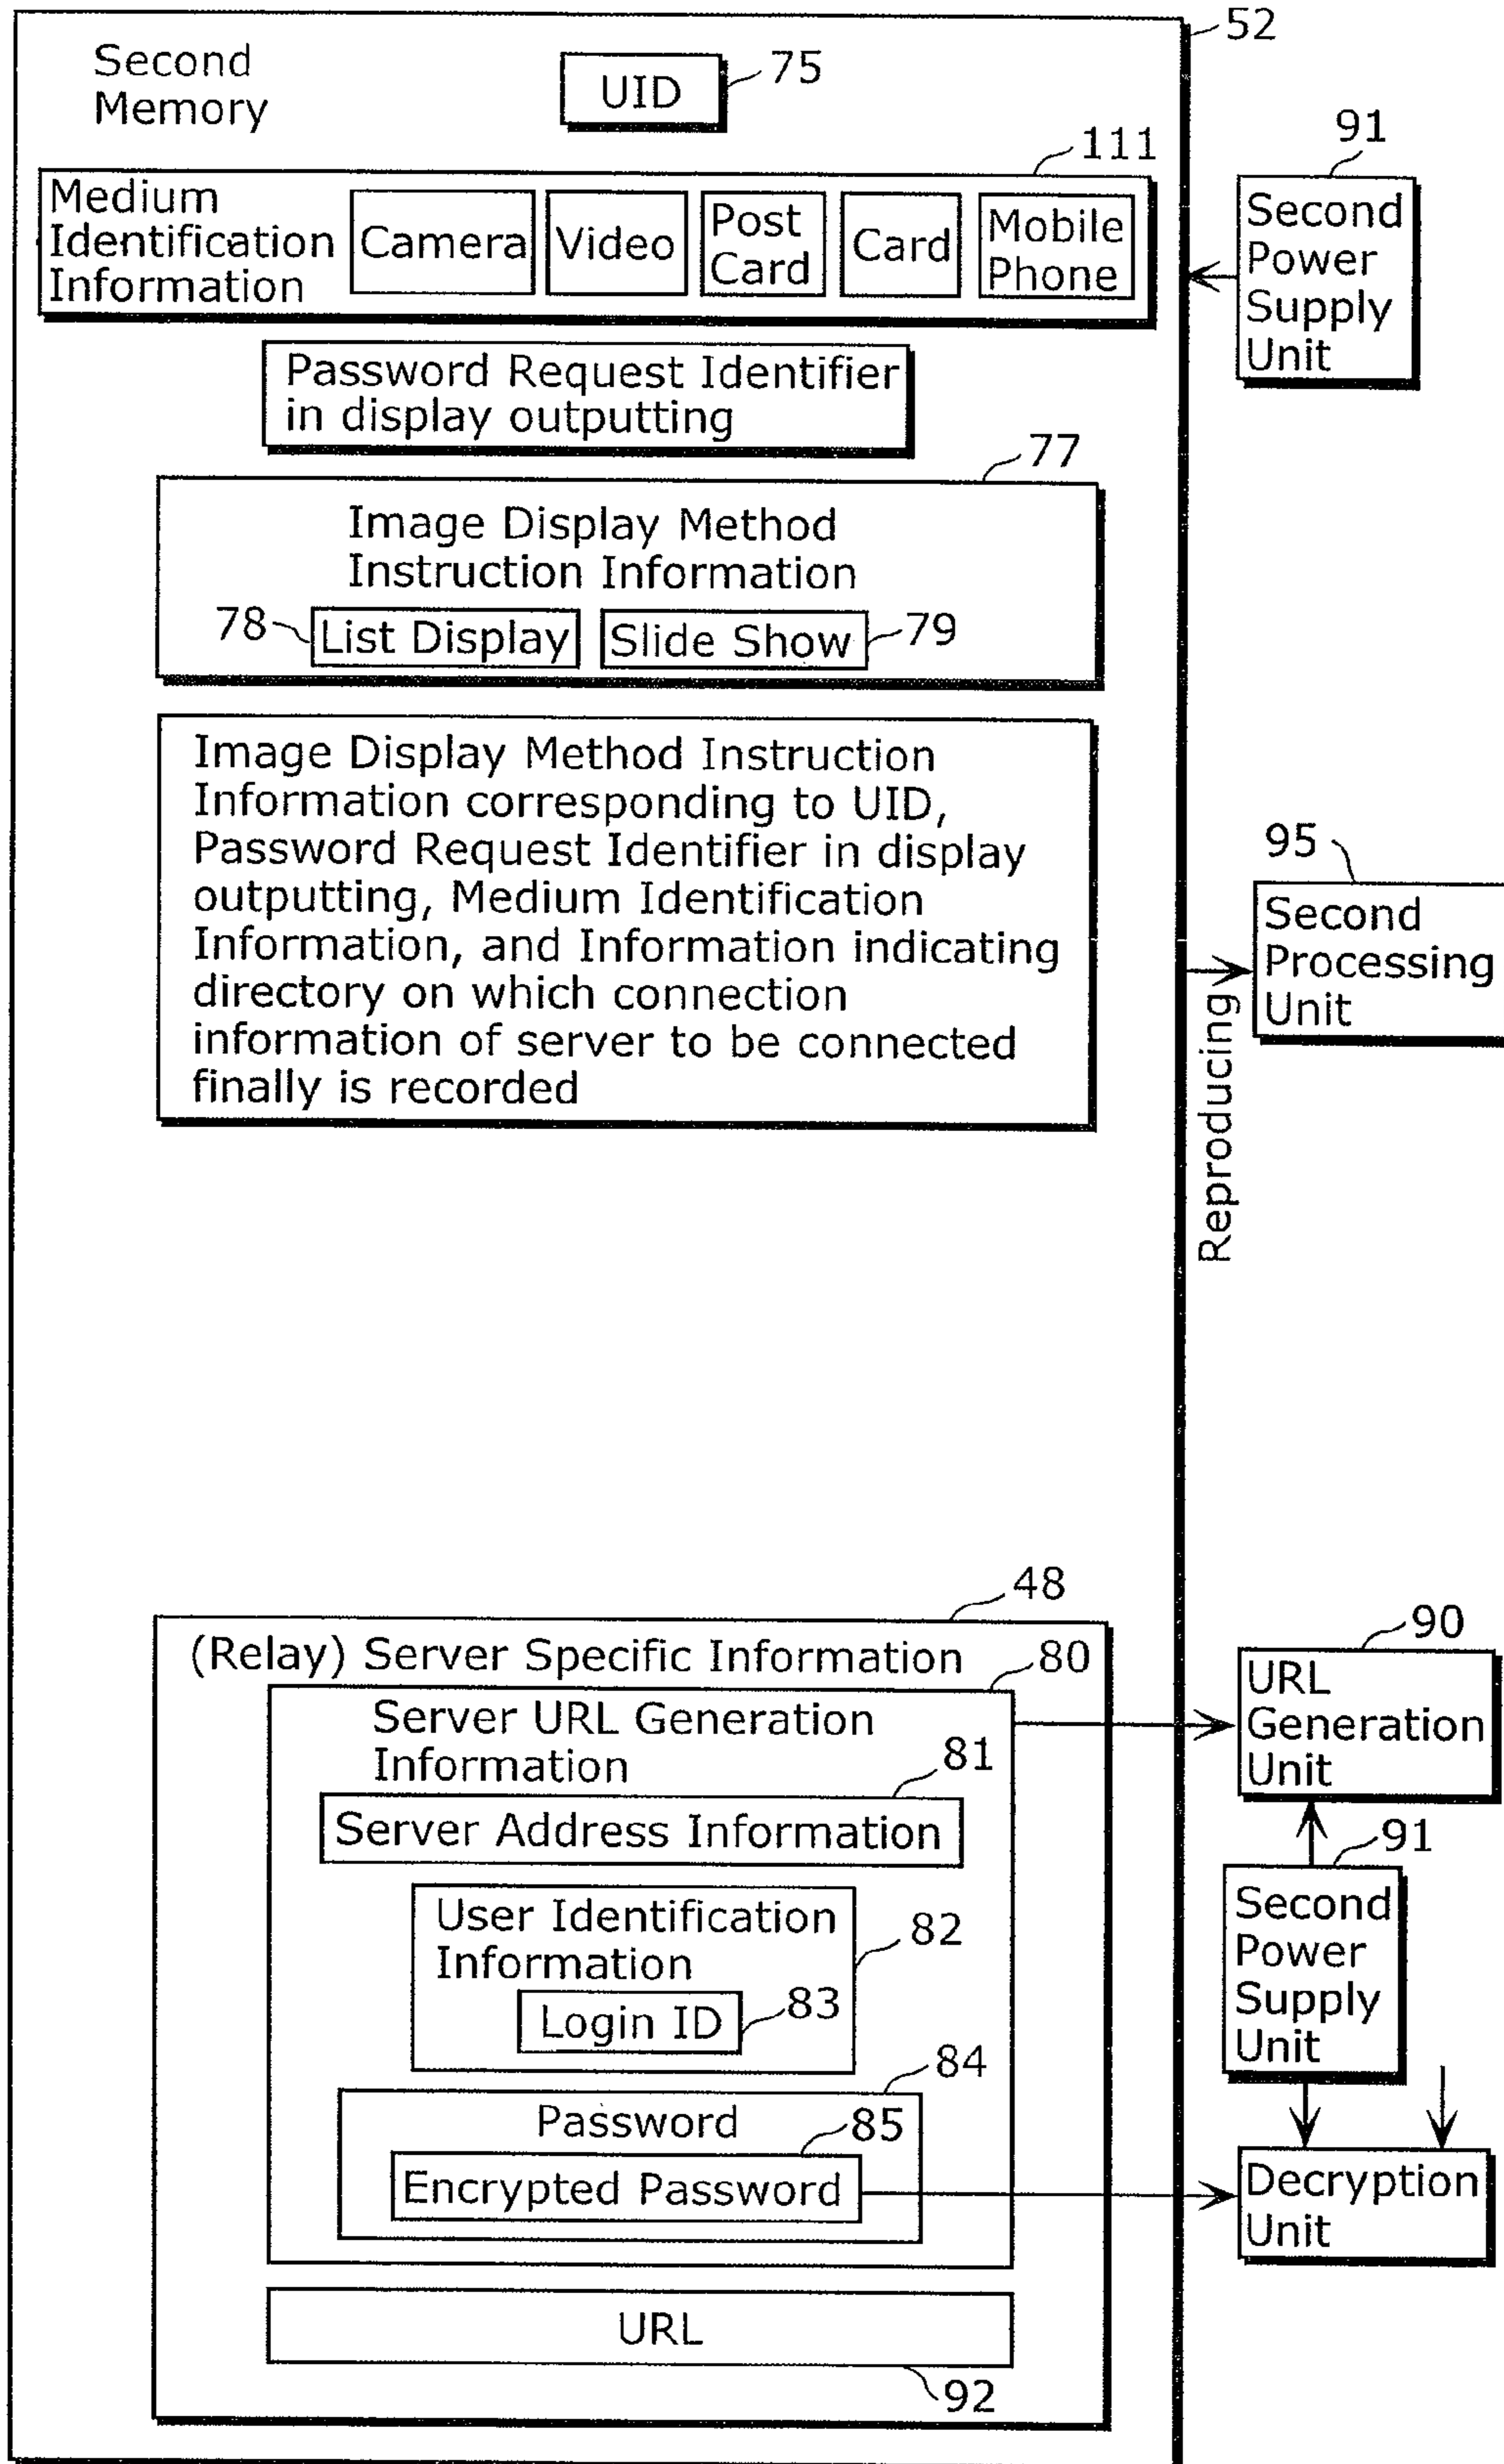 52
Second
Memory
UID
75
111
Medium
Identification
Information
Camera
Video
Post
Card
Card
Mobile
Phone
91
Second
Power
Supply
Unit
Password Request Identifier
in display outputting
77
Image Display Method
Instruction Information
78
List Display
Slide Show
79
Image Display Method Instruction
Information corresponding to UID,
Password Request Identifier in display
outputting, Medium Identification
Information, and Information indicating
directory on which connection
information of server to be connected
finally is recorded
95
Second
Processing
Unit
Reproducing
48
(Relay) Server Specific Information
80
Server URL Generation
Information
81
Server Address Information
User Identification
Information
82
Login ID
83
84
Password
85
Encrypted Password
URL
92
90
URL
Generation
Unit
91
Second
Power
Supply
Unit
Decryption
Unit